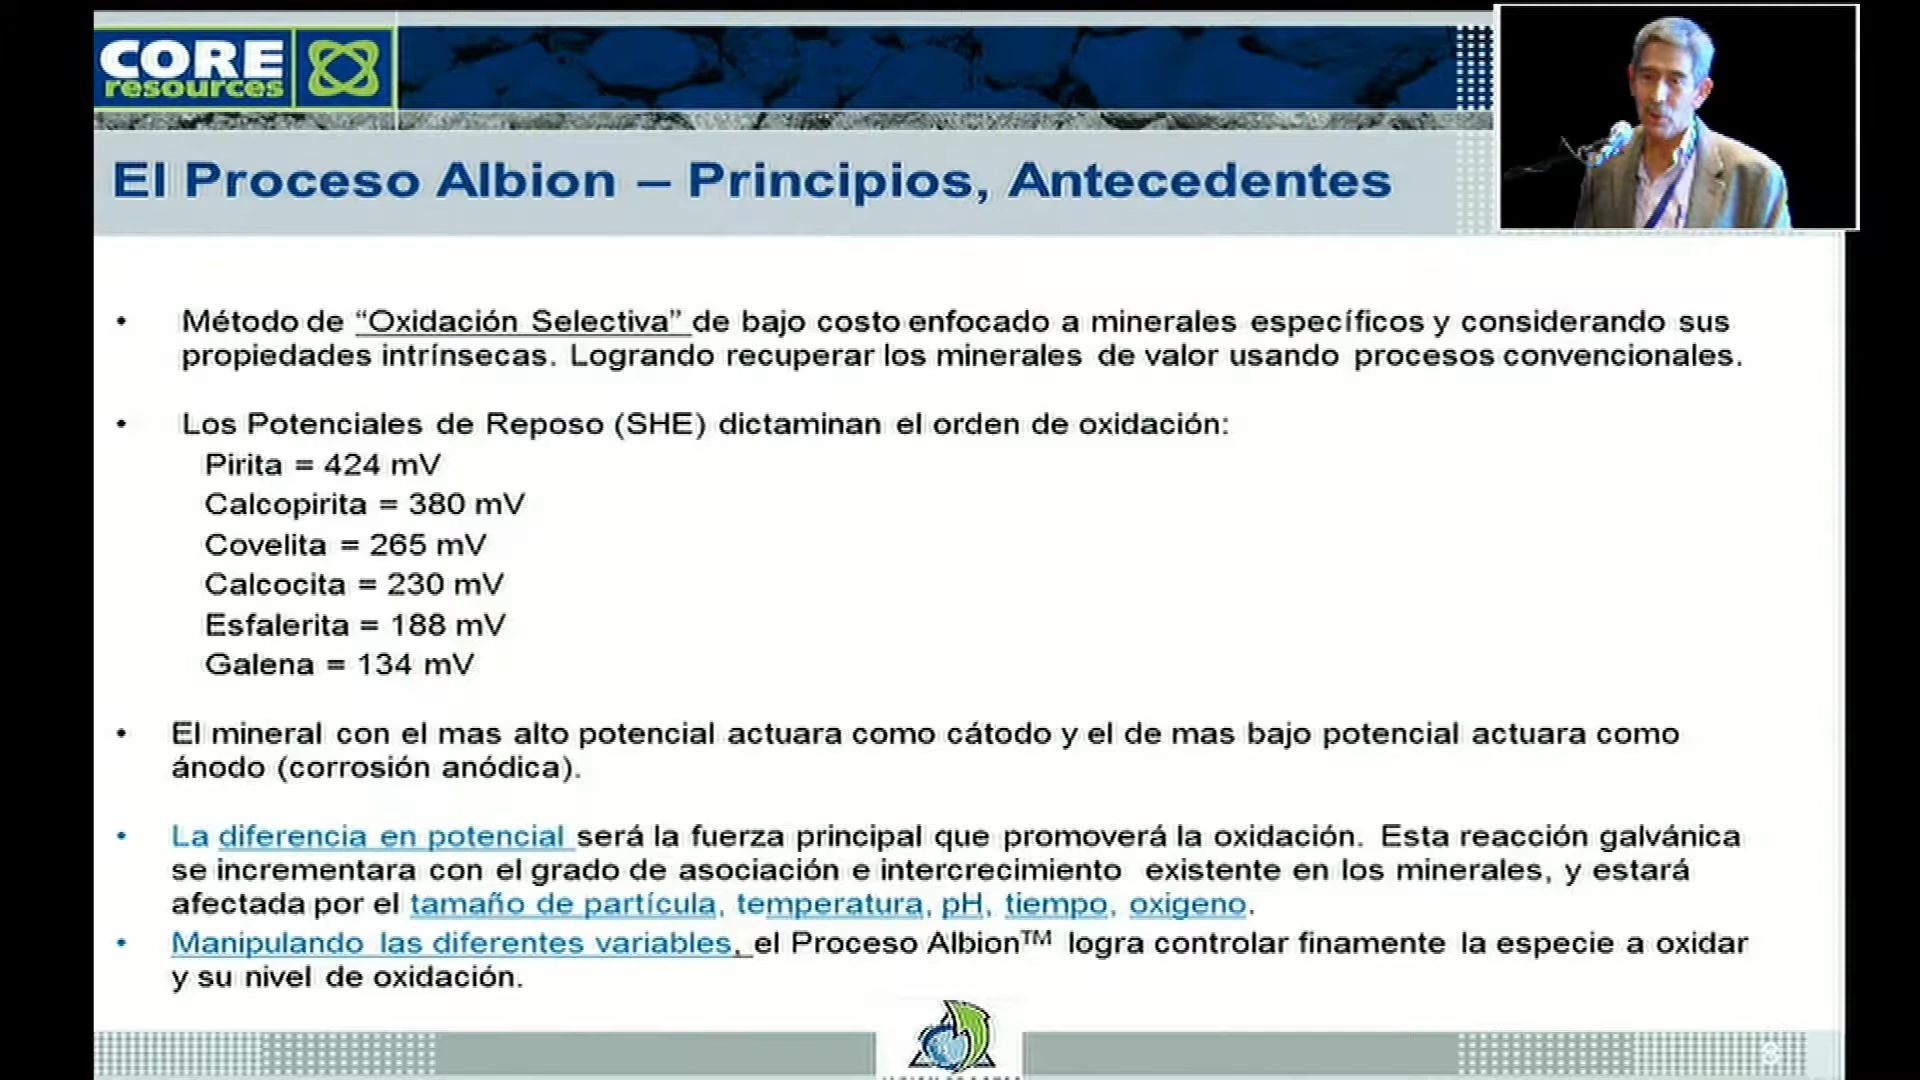 CORE
resources
El Proceso Albion – Principios, Antecedentes
• Método de “Oxidación Selectiva” de bajo costo enfocado a minerales específicos y considerando sus
propiedades intrínsecas. Logrando recuperar los minerales de valor usando procesos convencionales.
• Los Potenciales de Reposo (SHE) dictaminan el orden de oxidación:
Pirita = 424 mV
Calcopirita = 380 mV
Covelita = 265 mV
Calcocita = 230 mV
Esfalerita = 188 mV
Galena = 134 mV
• El mineral con el mas alto potencial actuara como cátodo y el de mas bajo potencial actuara como
ánodo (corrosión anódica).
• La diferencia en potencial será la fuerza principal que promoverá la oxidación. Esta reacción galvánica
se incrementara con el grado de asociación e intercrecimiento existente en los minerales, y estará
afectada por el tamaño de partícula, temperatura, pH, tiempo, oxigeno.
• Manipulando las diferentes variables, el Proceso Albion™ logra controlar finamente la especie a oxidar
y su nivel de oxidación.